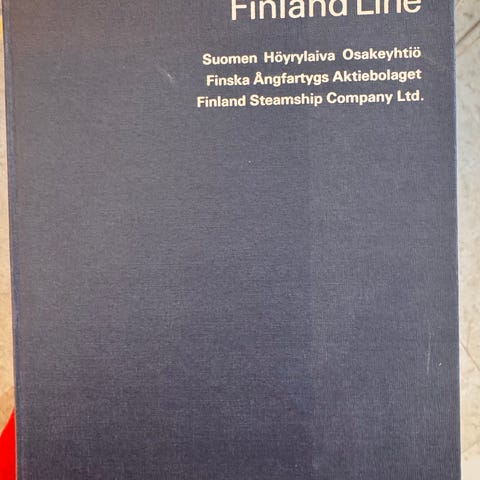 Finland Line
Suomen Höyrylaiva Osakeyhtiö
Finska Ångfartygs Aktiebolaget
Finland Steamship Company Ltd.